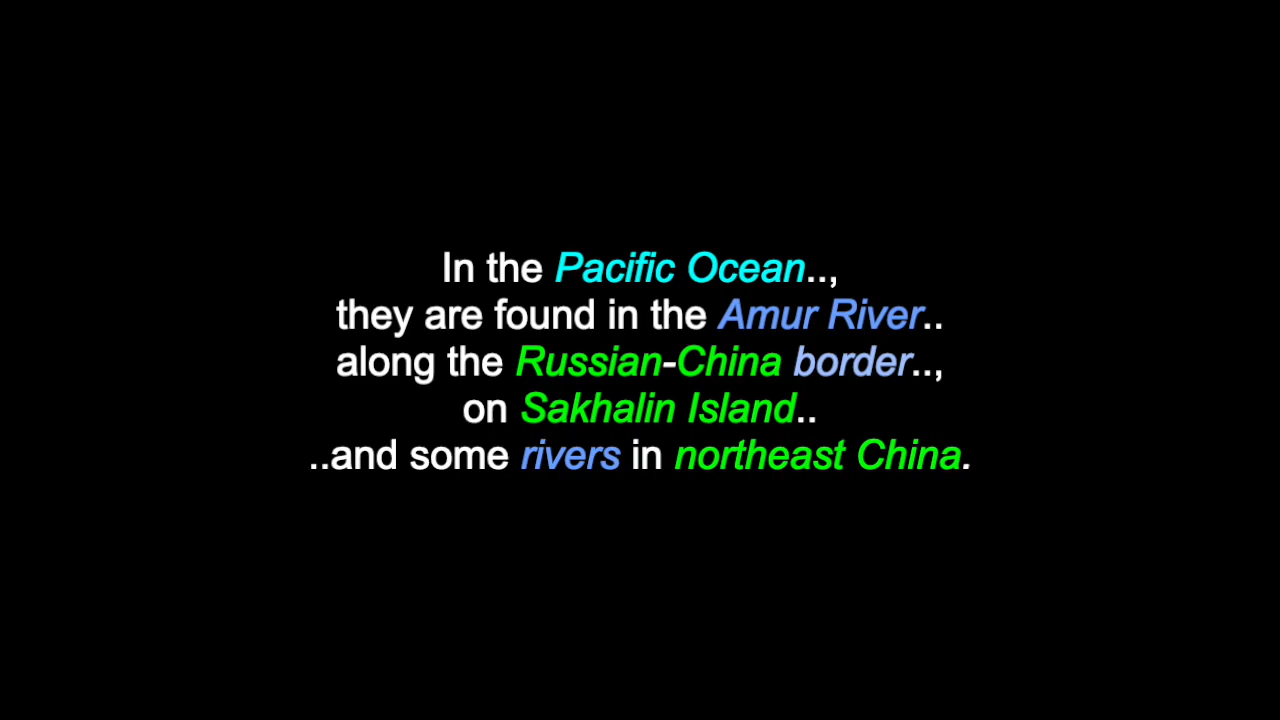 In the Pacific Ocean..,
they are found in the Amur River..
along the Russian-China border..,
on Sakhalin Island..
..and some rivers in northeast China.